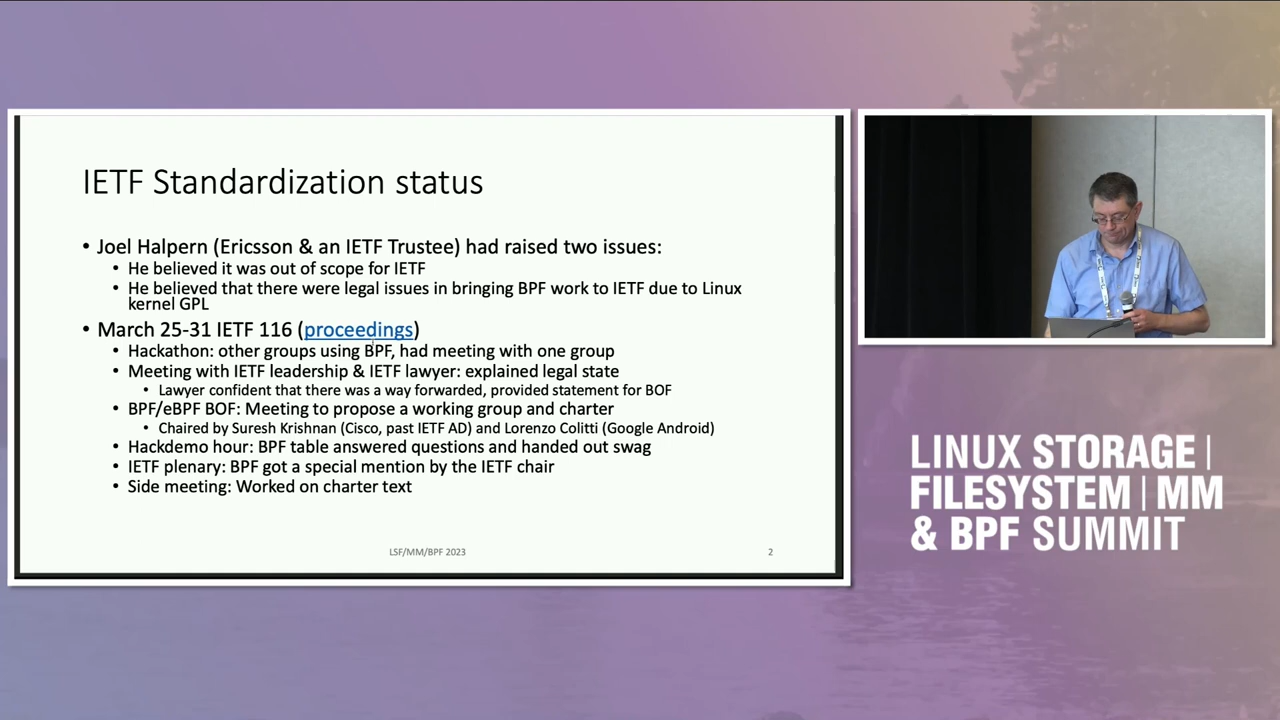 IETF Standardization status
• Joel Halpern (Ericsson & an IETF Trustee) had raised two issues:
• He believed it was out of scope for IETF
• He believed that there were legal issues in bringing BPF work to IETF due to Linux
kernel GPL
• March 25-31 IETF 116 (proceedings)
• Hackathon: other groups using BPF, had meeting with one group
• Meeting with IETF leadership & IETF lawyer: explained legal state
• Lawyer confident that there was a way forwarded, provided statement for BOF
• BPF/eBPF BOF: Meeting to propose a working group and charter
• Chaired by Suresh Krishnan (Cisco, past IETF AD) and Lorenzo Colitti (Google Android)
• Hackdemo hour: BPF table answered questions and handed out swag
• IETF plenary: BPF got a special mention by the IETF chair
• Side meeting: Worked on charter text
LSF/MM/BPF 2023
2
LINUX STORAGE |
FILESYSTEM | MM
& BPF SUMMIT